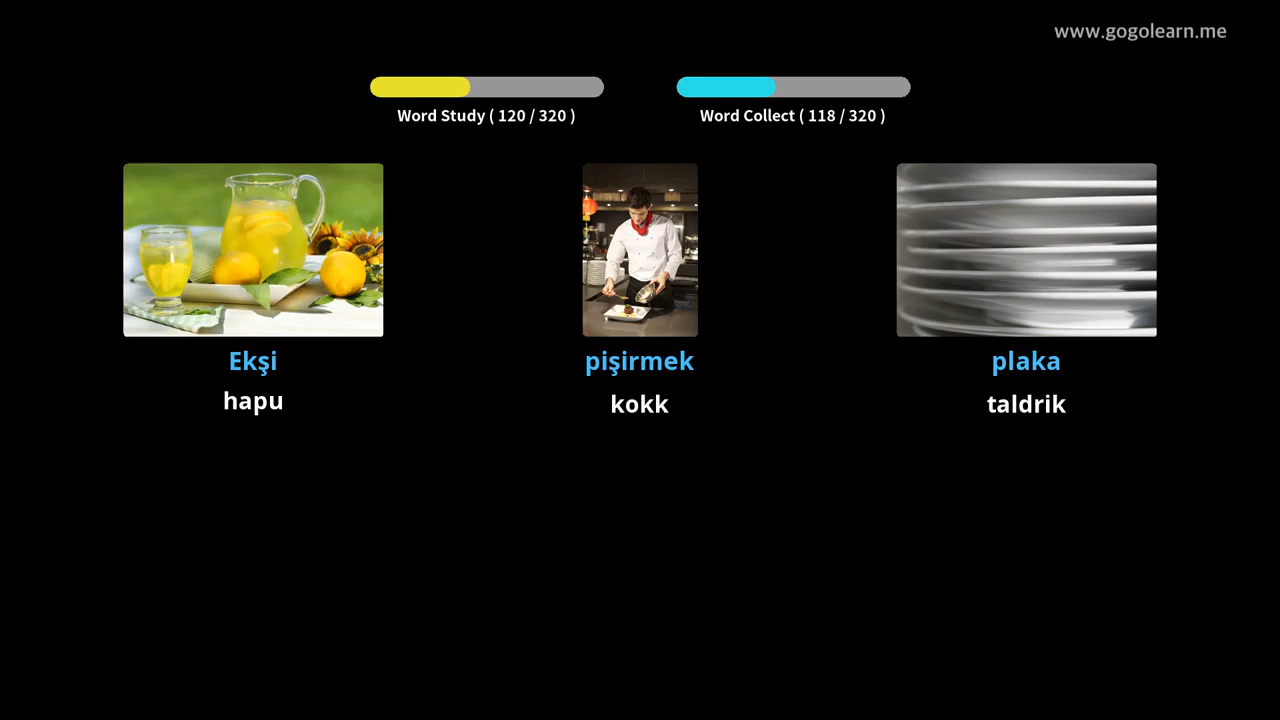 www.gogolearn.me
Word Study ( 120 / 320 )
Word Collect ( 118 / 320 )
Ekşi
hapu
pişirmek
kokk
plaka
taldrik